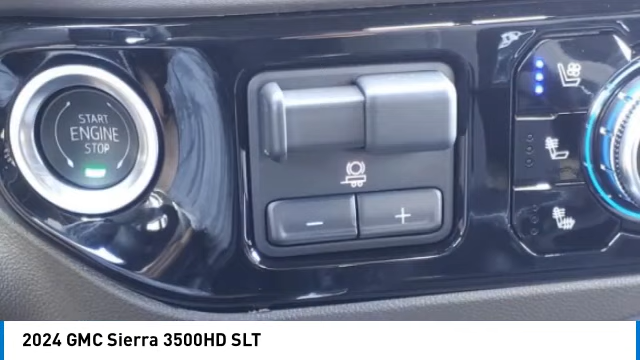 START
ENGINE
STOP
- +
2024 GMC Sierra 3500HD SLT